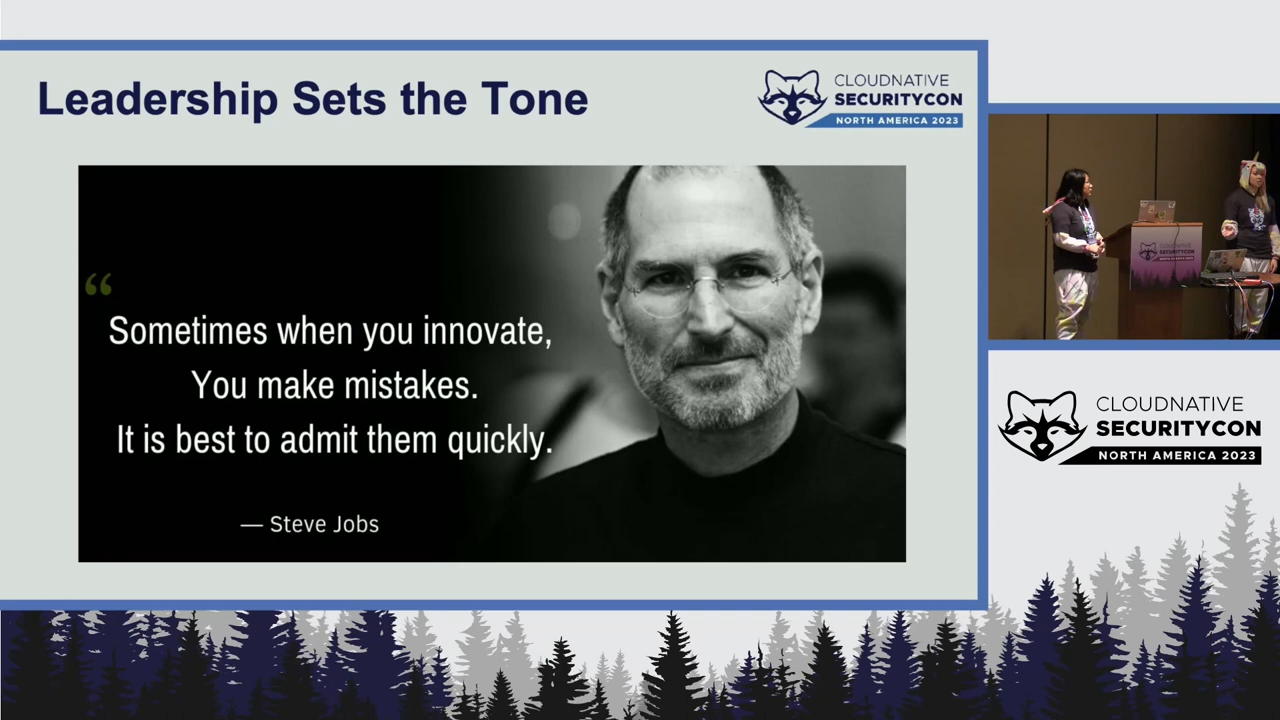 Leadership Sets the Tone
CLOUDNATIVE
SECURITYCON
NORTH AMERICA 2023
“
Sometimes when you innovate,
You make mistakes.
It is best to admit them quickly.
— Steve Jobs
SECURITYCON
CLOUDNATIVE
SECURITYCON
NORTH AMERICA 2023